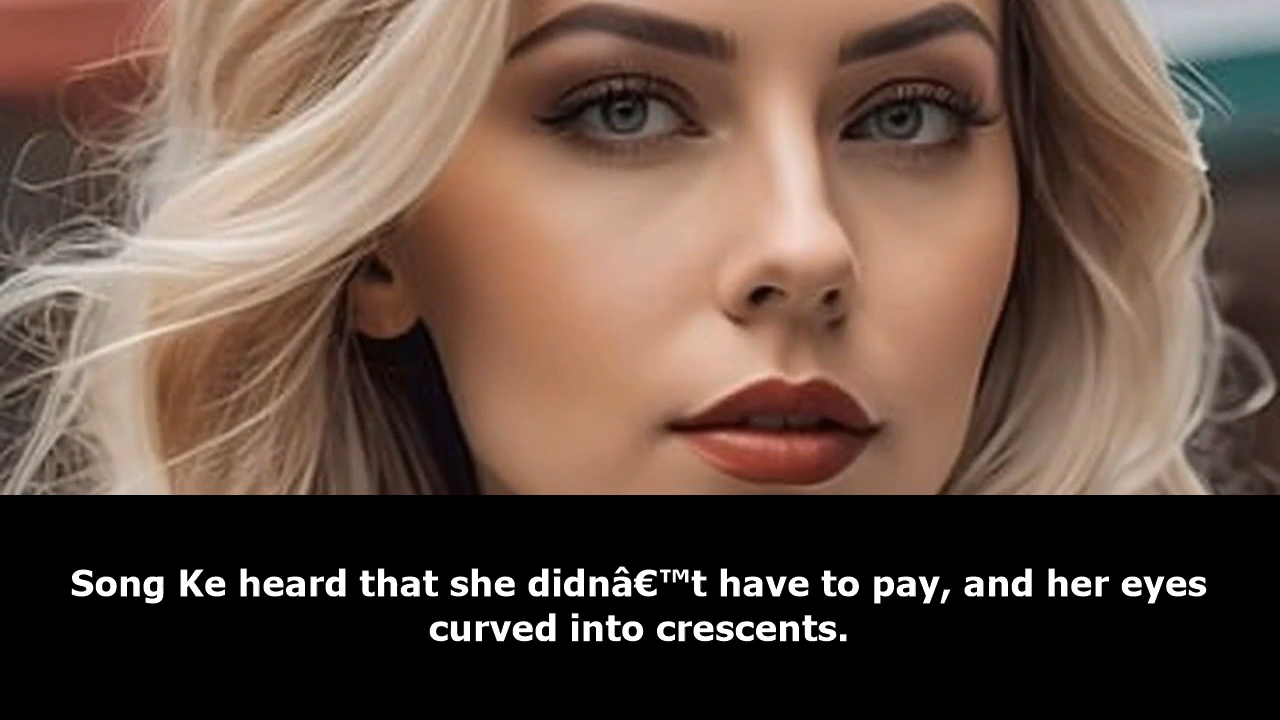 Song Ke heard that she didnâ€™t have to pay, and her eyes
curved into crescents.